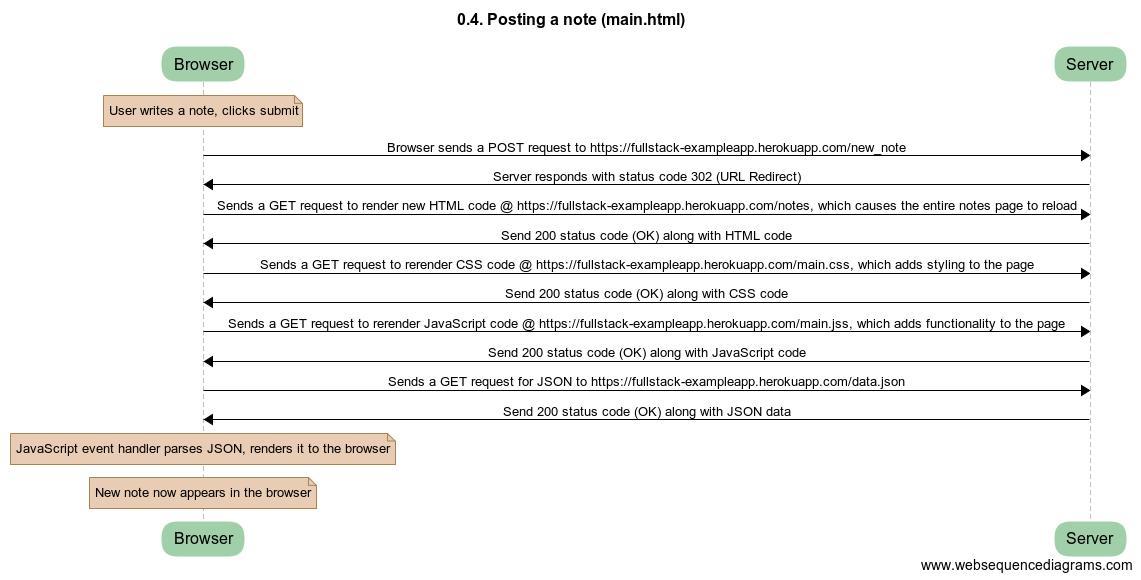 0.4. Posting a note (main.html)
Browser
Server
User writes a note, clicks submit
Browser sends a POST request to https://fullstack-exampleapp.herokuapp.com/new_note
Server responds with status code 302 (URL Redirect)
Sends a GET request to render new HTML code @ https://fullstack-exampleapp.herokuapp.com/notes, which causes the entire notes page to reload
Send 200 status code (OK) along with HTML code
Sends a GET request to rerender CSS code @ https://fullstack-exampleapp.herokuapp.com/main.css, which adds styling to the page
Send 200 status code (OK) along with CSS code
Sends a GET request to rerender JavaScript code @ https://fullstack-exampleapp.herokuapp.com/main.jss, which adds functionality to the page
Send 200 status code (OK) along with JavaScript code
Sends a GET request for JSON to https://fullstack-exampleapp.herokuapp.com/data.json
Send 200 status code (OK) along with JSON data
JavaScript event handler parses JSON, renders it to the browser
New note now appears in the browser
Browser
Server
www.websequencediagrams.com